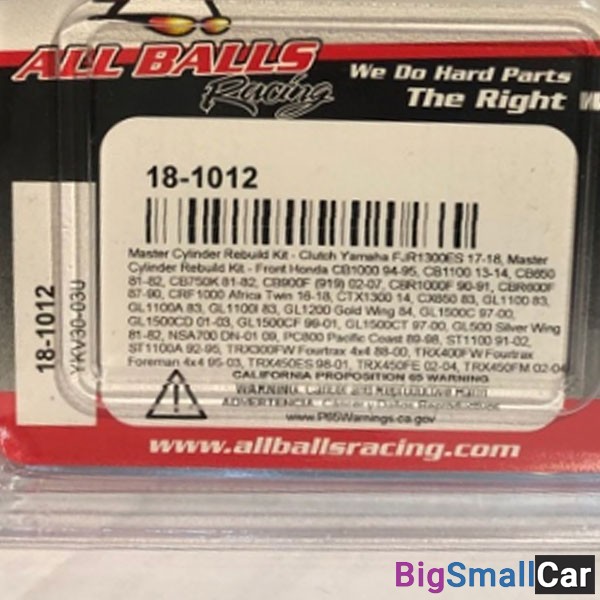 ALL BALLS
Racing
We Do Hard Parts
The Right
18-1012
Master Cylinder Rebuild Kit - Clutch Yamaha FJR1300ES 17-18, Master
Cylinder Rebuild Kit - Front Honda CB1000 94-95, CB1100 13-14, CB650
81-82, CB750K 81-82, CB900F (919) 02-07, CBR1000F 90-91, CBR600F
87-90, CRF1000 Africa Twin 16-18, CTX1300 14, CX650 83, GL1100 83,
GL1100A 83, GL1100I 83, GL1200 Gold Wing 84, GL1500C 97-00,
GL1500CD 01-03, GL1500CF 99-01, GL1500CT 97-00, GL500 Silver Wing
81-82, NSA700 DN-01 09, PC800 Pacific Coast 89-98, ST1100 91-02,
ST1100A 92-95, TRX300FW Fourtrax 4x4 88-00, TRX400FW Fourtrax
Foreman 4x4 95-03, TRX450ES 98-01, TRX450FE 02-04, TRX450FM 02-04
CALIFORNIA PROPOSITION 65 WARNING
WARNING: Cancer and Reproductive Harm
ADVERTENCIA: Cáncer y Daños Reproductivos
www.P65Warnings.ca.gov
18-1012
YKV30-03U
www.allballsracing.com
BigSmallCar